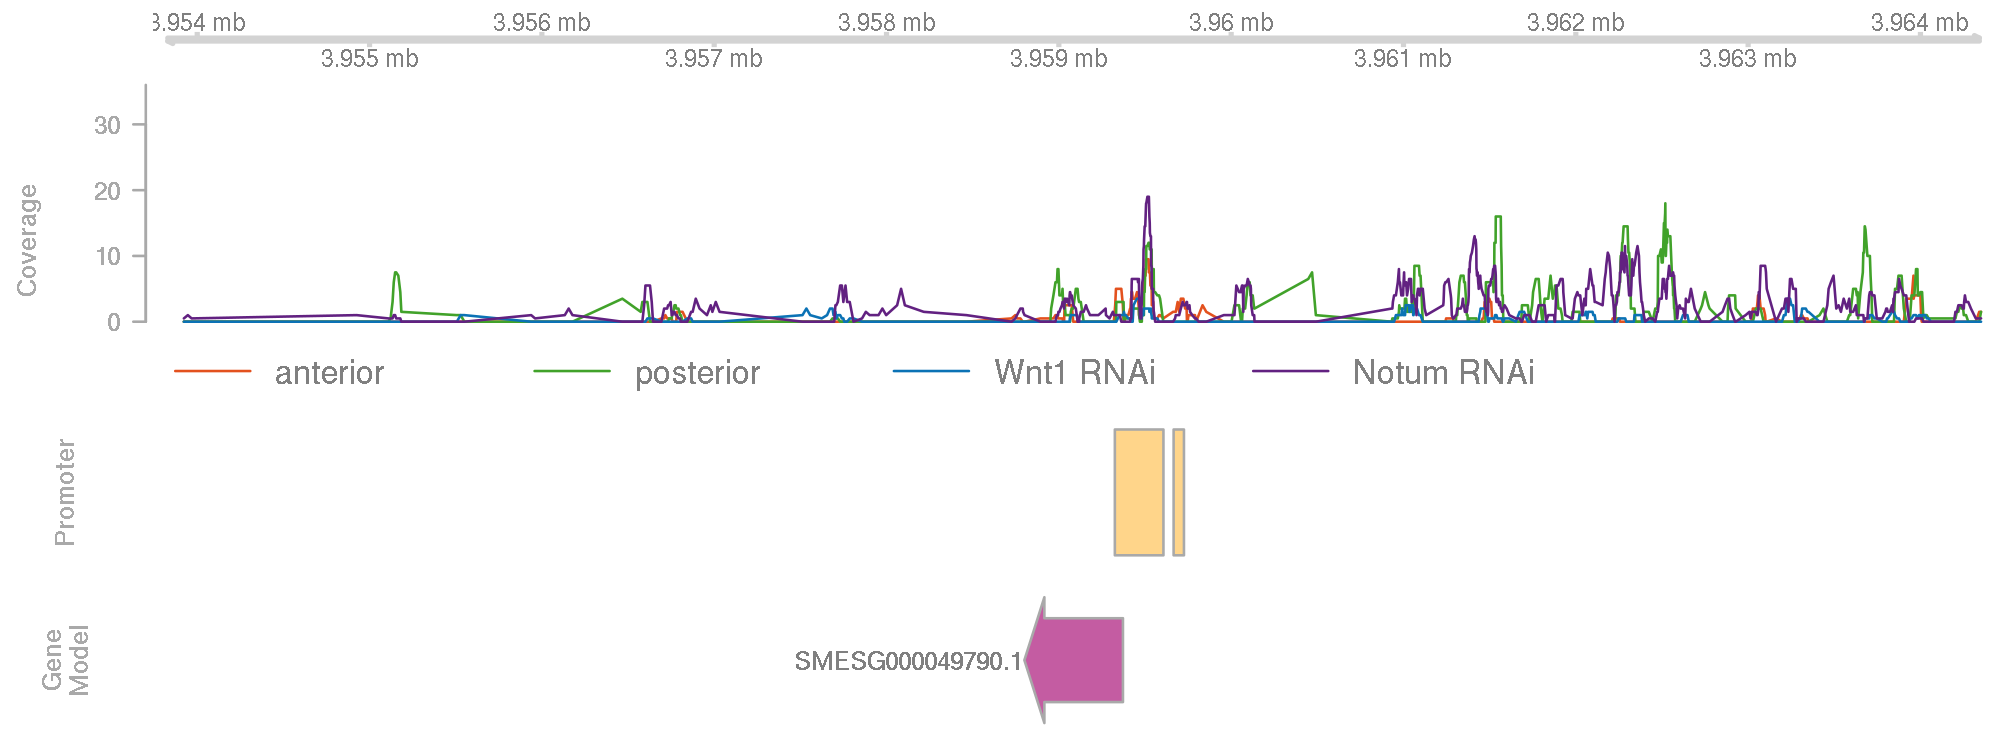 3.954 mb 3.956 mb 3.958 mb 3.96 mb 3.962 mb 3.964 mb
3.955 mb 3.957 mb 3.959 mb 3.961 mb 3.963 mb
Coverage
30
20
10
0
anterior posterior Wnt1 RNAi Notum RNAi
Promoter
Gene
Model
SMESG000049790.1